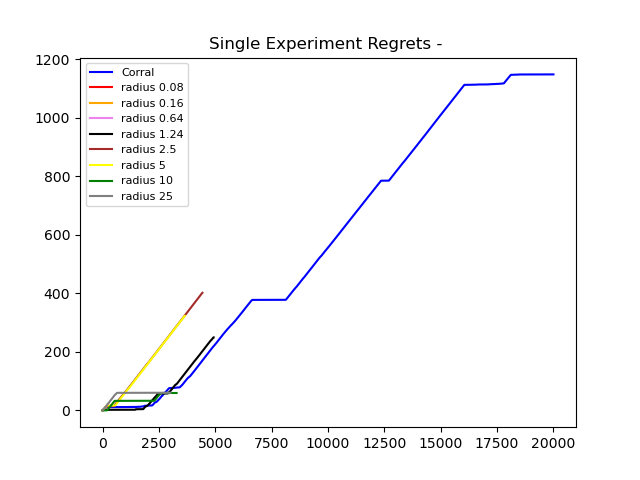 Single Experiment Regrets -
1200
1000
800
600
400
200
0
Corral
radius 0.08
radius 0.16
radius 0.64
radius 1.24
radius 2.5
radius 5
radius 10
radius 25
0 2500 5000 7500 10000 12500 15000 17500 20000